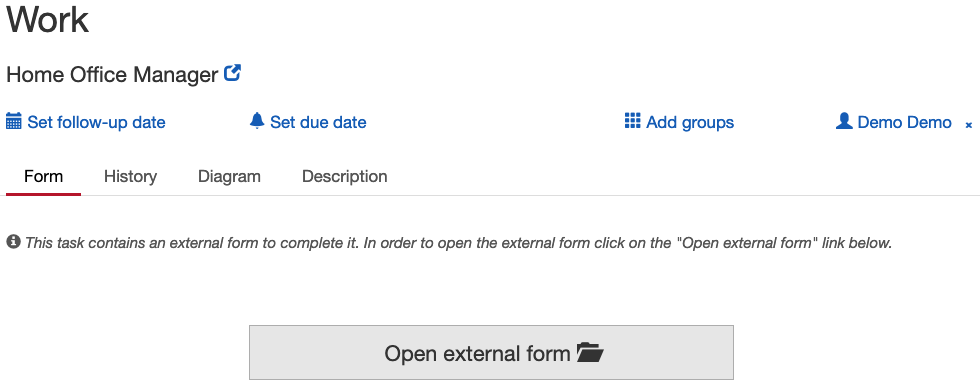 Work
Home Office Manager
Set follow-up date Set due date Add groups Demo Demo ×
Form History Diagram Description
This task contains an external form to complete it. In order to open the external form click on the "Open external form" link below.
Open external form